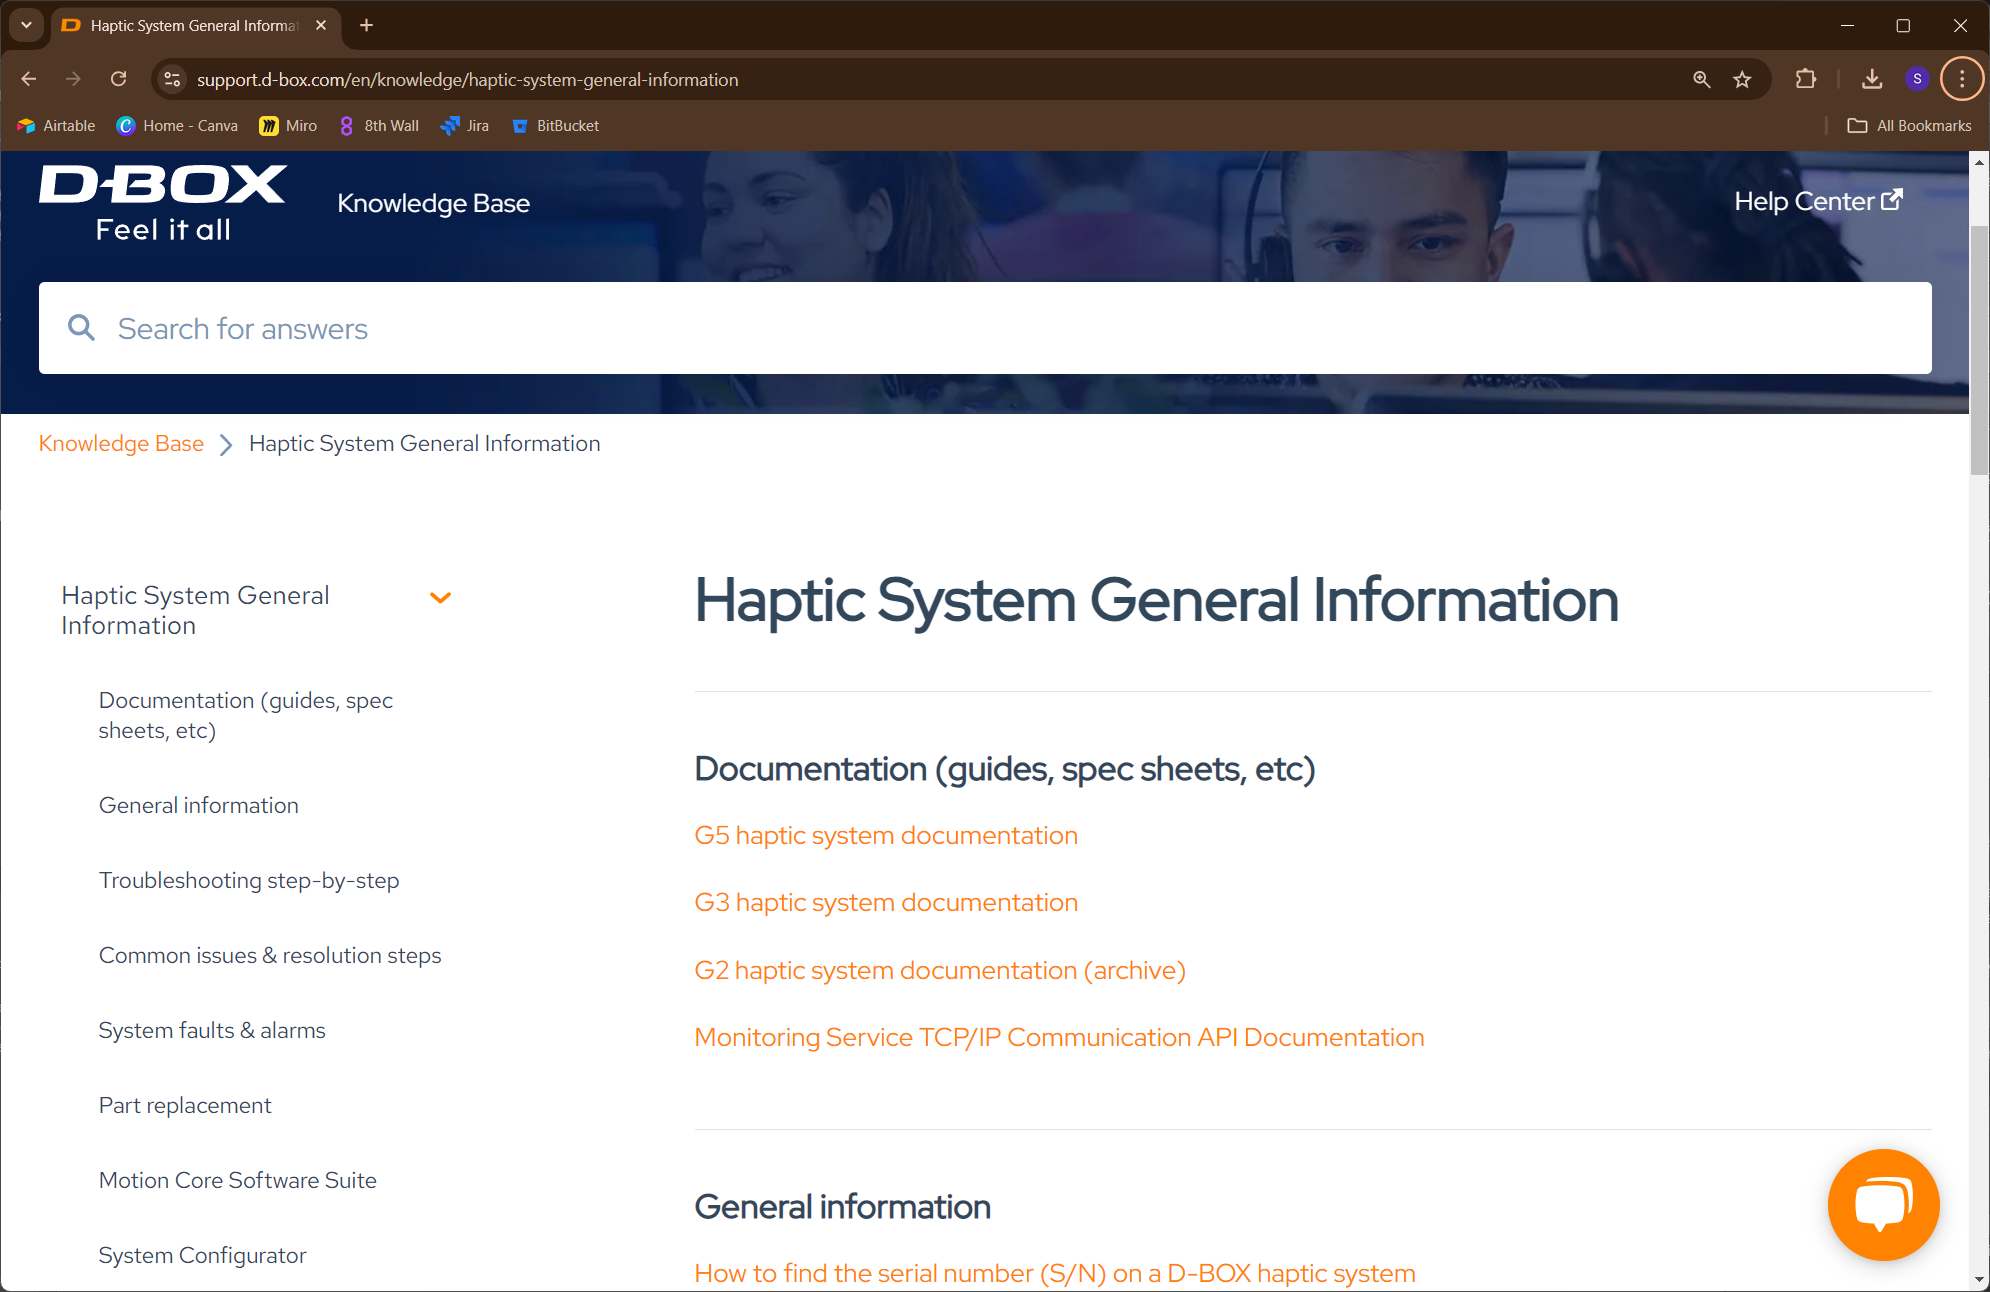 Haptic System General Informa
support.d-box.com/en/knowledge/haptic-system-general-information
S
Airtable
Home - Canva
Miro
8th Wall
Jira
BitBucket
All Bookmarks
D-BOX
Feel it all
Knowledge Base
Help Center
Search for answers
Knowledge Base
Haptic System General Information
Haptic System General
Information
Documentation (guides, spec
sheets, etc)
General information
Troubleshooting step-by-step
Common issues & resolution steps
System faults & alarms
Part replacement
Motion Core Software Suite
System Configurator
Haptic System General Information
Documentation (guides, spec sheets, etc)
G5 haptic system documentation
G3 haptic system documentation
G2 haptic system documentation (archive)
Monitoring Service TCP/IP Communication API Documentation
General information
How to find the serial number (S/N) on a D-BOX haptic system